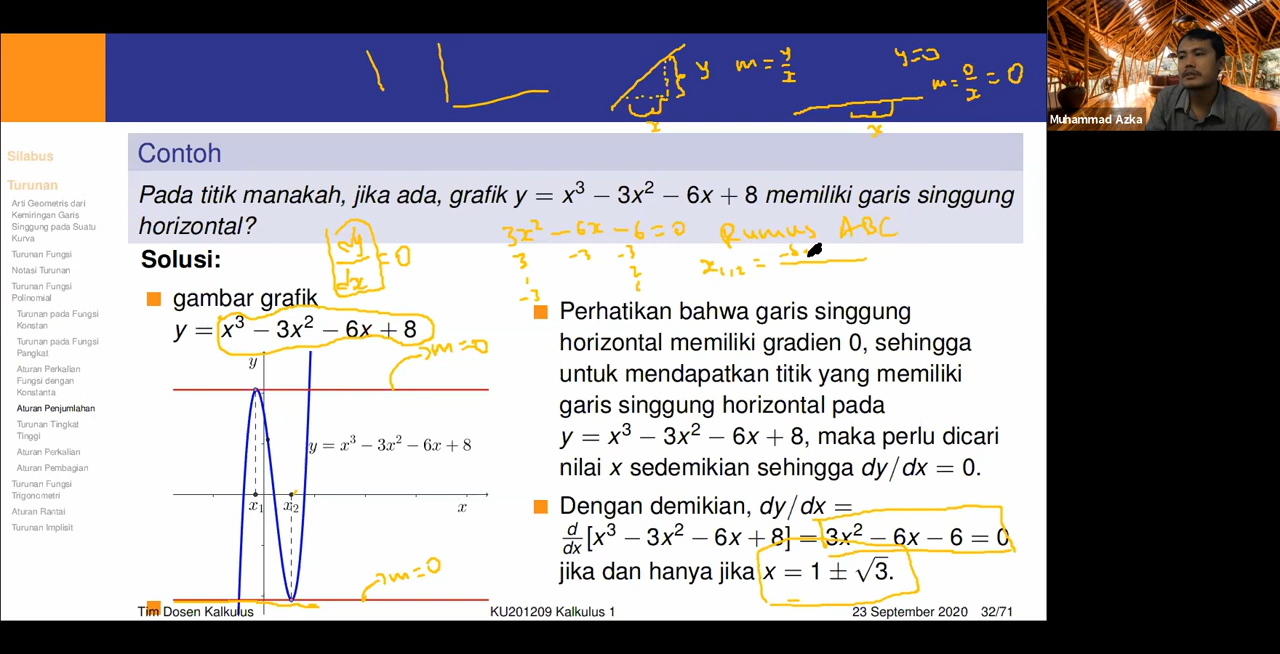 y
m = y/x
x
y=0
m = 0/x = 0
x
Muhammad Azka
Silabus
Turunan
Arti Geometris dari
Kemiringan Garis
Singgung pada Suatu
Kurva
Turunan Fungsi
Notasi Turunan
Turunan Fungsi
Polinomial
Turunan pada Fungsi
Konstan
Turunan pada Fungsi
Pangkat
Aturan Perkalian
Fungsi dengan
Konstanta
Aturan Penjumlahan
Turunan Tingkat
Tinggi
Aturan Perkalian
Aturan Pembagian
Turunan Fungsi
Trigonometri
Aturan Rantai
Turunan Implisit
Contoh
Pada titik manakah, jika ada, grafik y = x³ − 3x² − 6x + 8 memiliki garis singgung
horizontal?
3x² − 6x − 6 = 0 Rumus ABC
3 −3 −3
x₁,₂ =
Solusi:
dy/dx = 0
gambar grafik
y = x³ − 3x² − 6x + 8
m=0
y
y = x³ − 3x² − 6x + 8
x₁ x₂ x
m=0
Perhatikan bahwa garis singgung
horizontal memiliki gradien 0, sehingga
untuk mendapatkan titik yang memiliki
garis singgung horizontal pada
y = x³ − 3x² − 6x + 8, maka perlu dicari
nilai x sedemikian sehingga dy/dx = 0.
Dengan demikian, dy/dx =
d/dx [x³ − 3x² − 6x + 8] = 3x² − 6x − 6 = 0
jika dan hanya jika x = 1 ± √3.
Tim Dosen Kalkulus KU201209 Kalkulus 1 23 September 2020 32/71